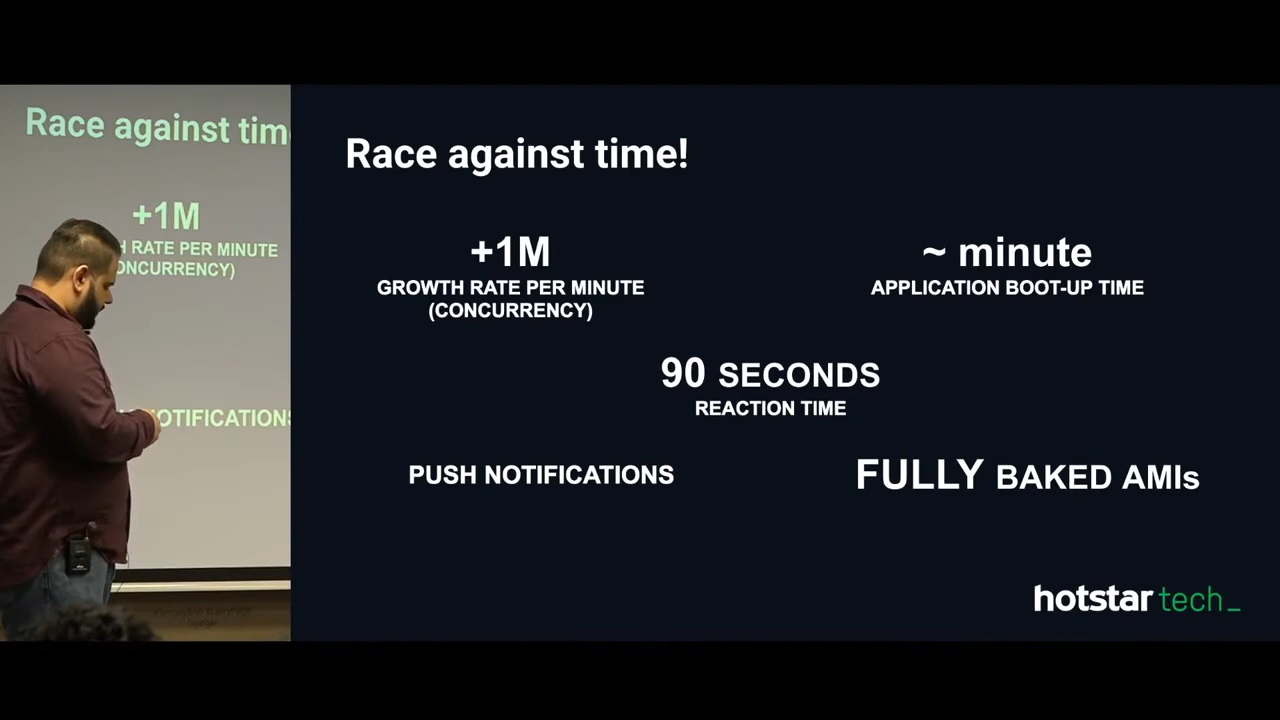 Race against tim
+1M
H RATE PER MINUTE
ONCURRENCY)
OTIFICATIONS
Race against time!
+1M
GROWTH RATE PER MINUTE
(CONCURRENCY)
~ minute
APPLICATION BOOT-UP TIME
90 SECONDS
REACTION TIME
PUSH NOTIFICATIONS
FULLY BAKED AMIs
hotstar tech_